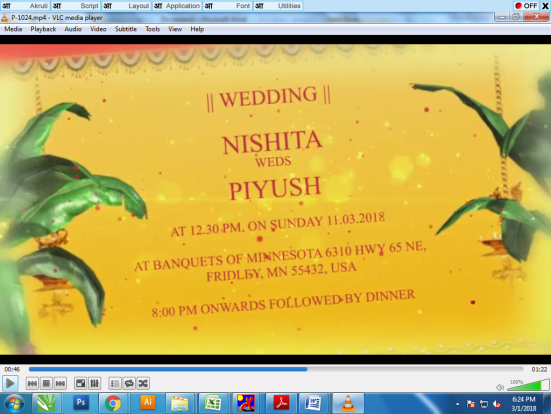 आ Akruti आ Script आ Layout आ Application आ Font आ Utilities OFF X
P-1024.mp4 - VLC media player
Media Playback Audio Video Subtitle Tools View Help
|| WEDDING ||
NISHITA
WEDS
PIYUSH
AT 12.30 PM, ON SUNDAY 11.03.2018
AT BANQUETS OF MINNESOTA 6310 HWY 65 NE,
FRIDLEY, MN 55432, USA
8:00 PM ONWARDS FOLLOWED BY DINNER
00:46 01:22
100%
Ps Ai W
6:24 PM
3/1/2018